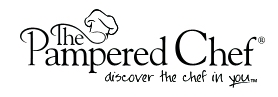 The
Pampered Chef®
discover the chef in you™